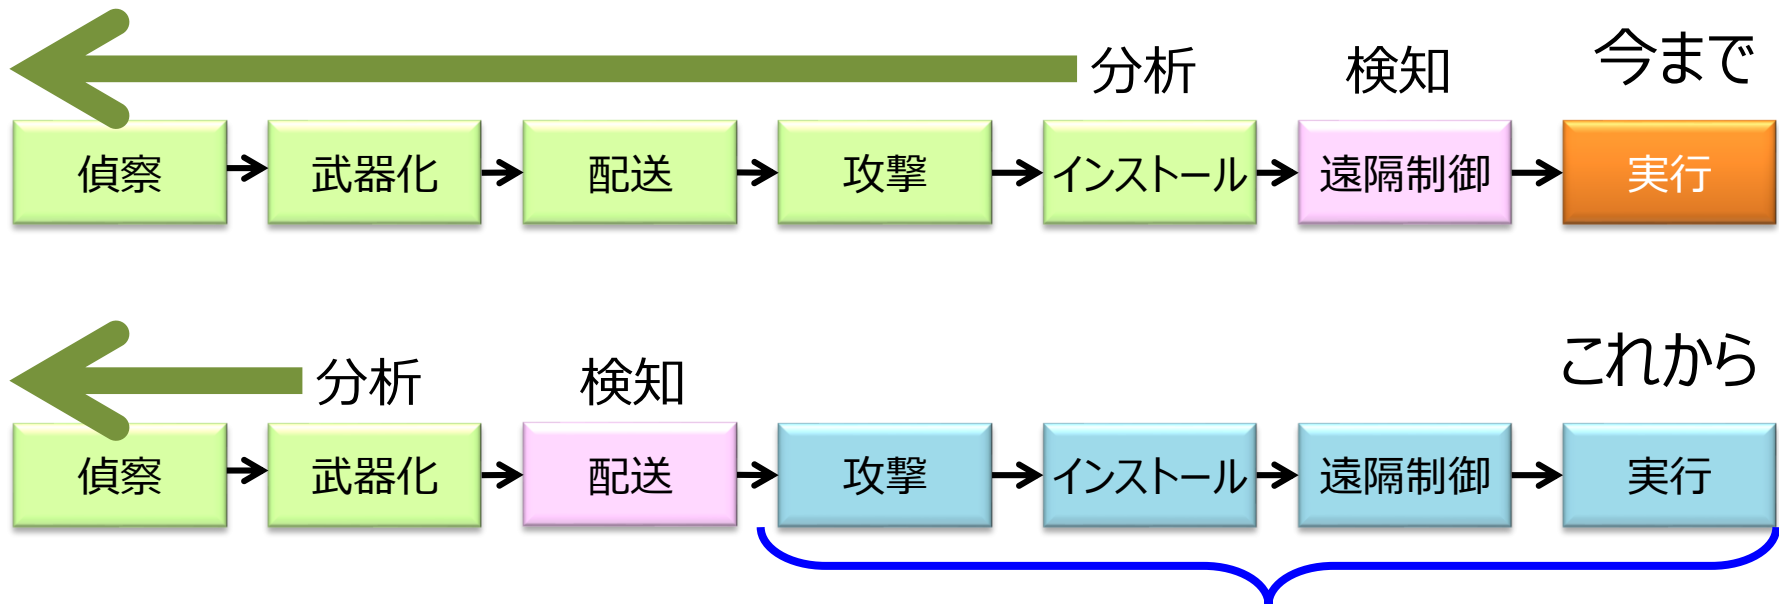 分析 検知 今まで
偵察 武器化 配送 攻撃 インストール 遠隔制御 実行
分析 検知 これから
偵察 武器化 配送 攻撃 インストール 遠隔制御 実行